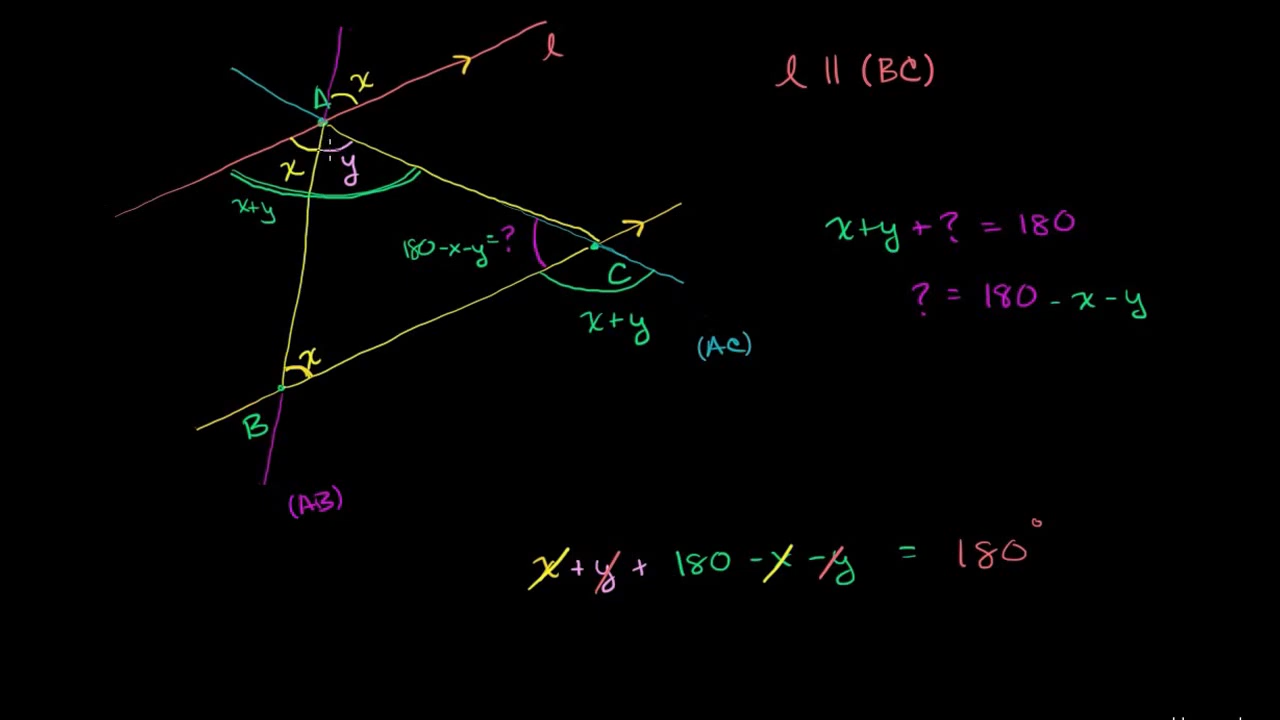 l
l || (BC)
x
A
x
y
x+y
x+y + ? = 180
180-x-y=?
C
? = 180 - x - y
x+y
(AC)
x
B
(AB)
x + y + 180 - x - y = 180°